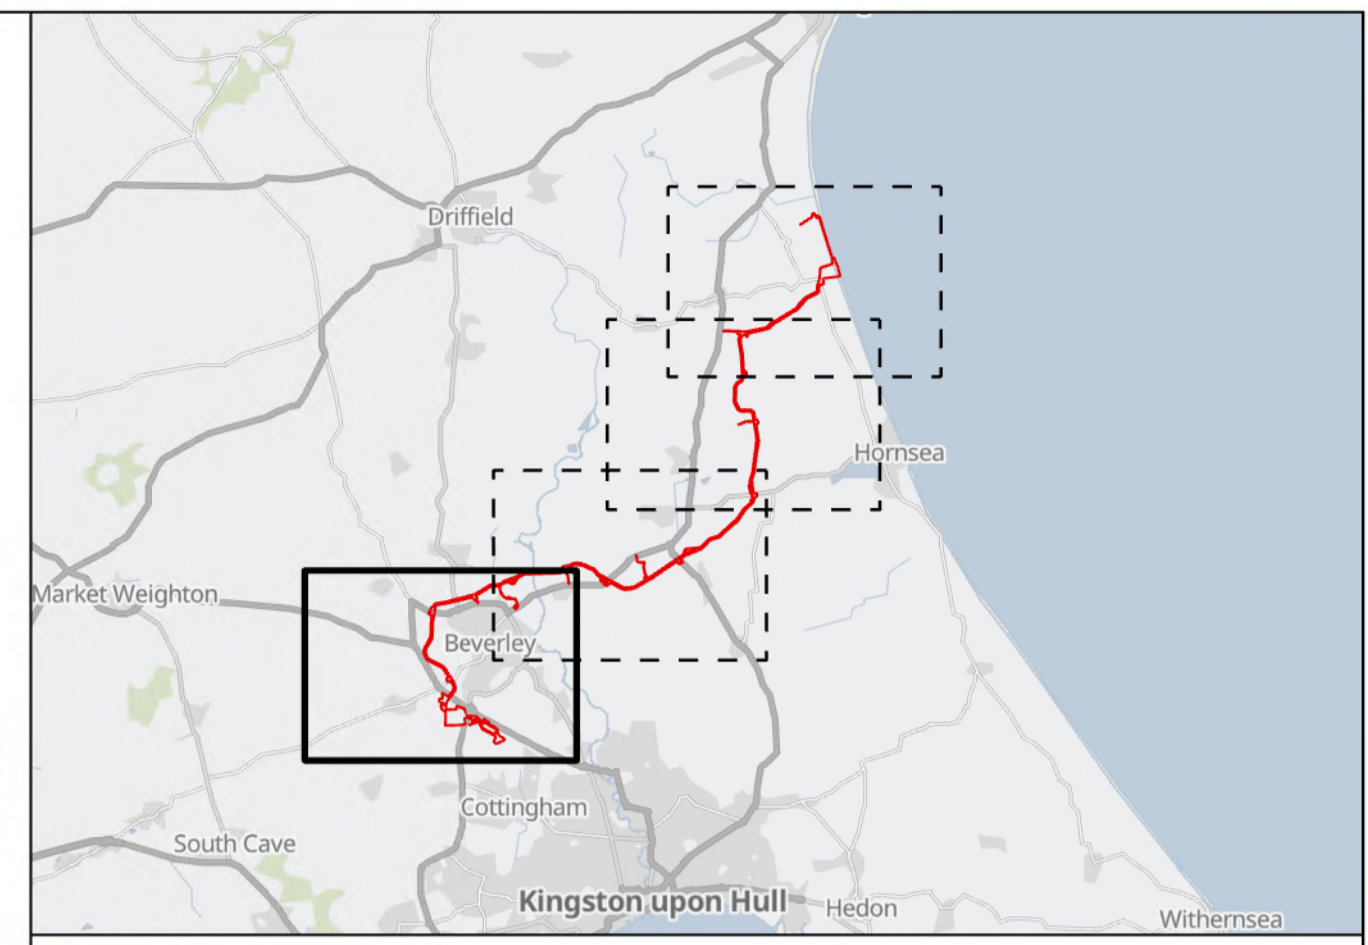 Driffield
Hornsea
Market Weighton
Beverley
Cottingham
South Cave
Kingston upon Hull
Hedon
Withernsea